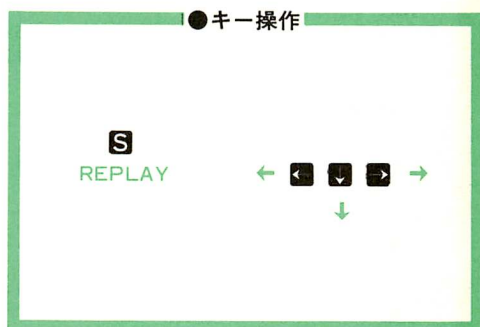 ●キー操作
S
REPLAY
← ← ↓ → →
↓